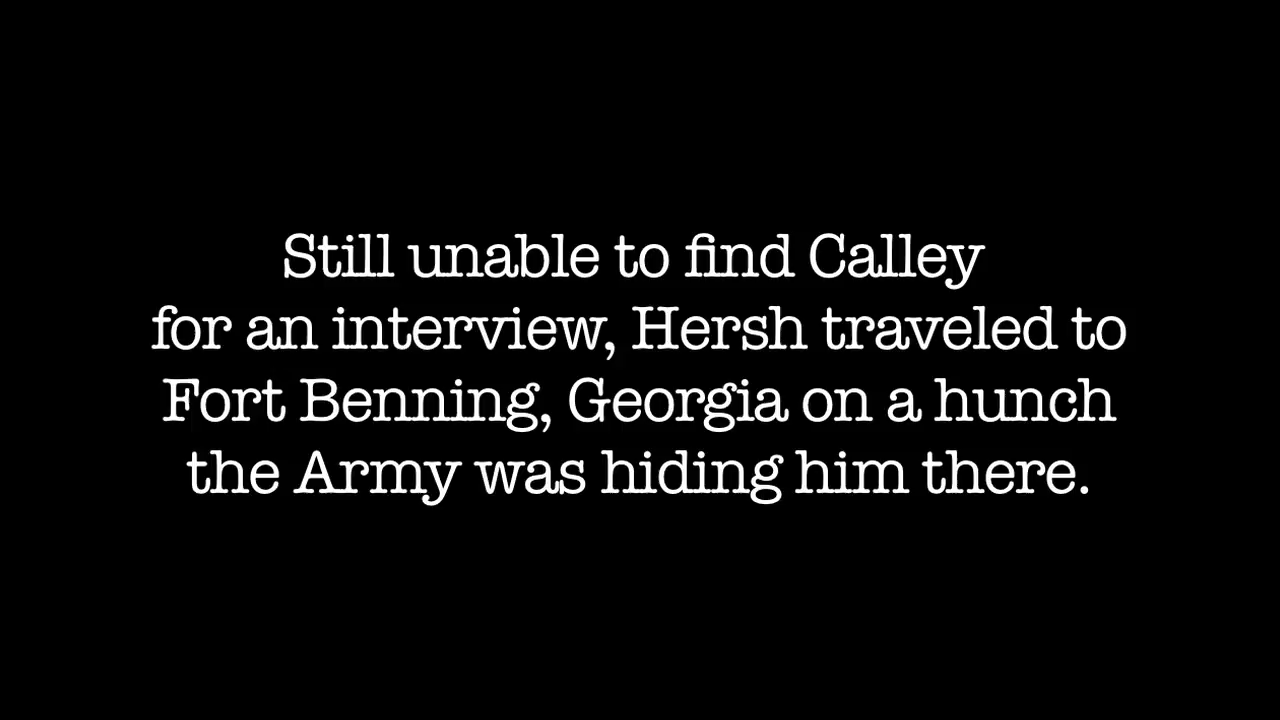 Still unable to find Calley
for an interview, Hersh traveled to
Fort Benning, Georgia on a hunch
the Army was hiding him there.